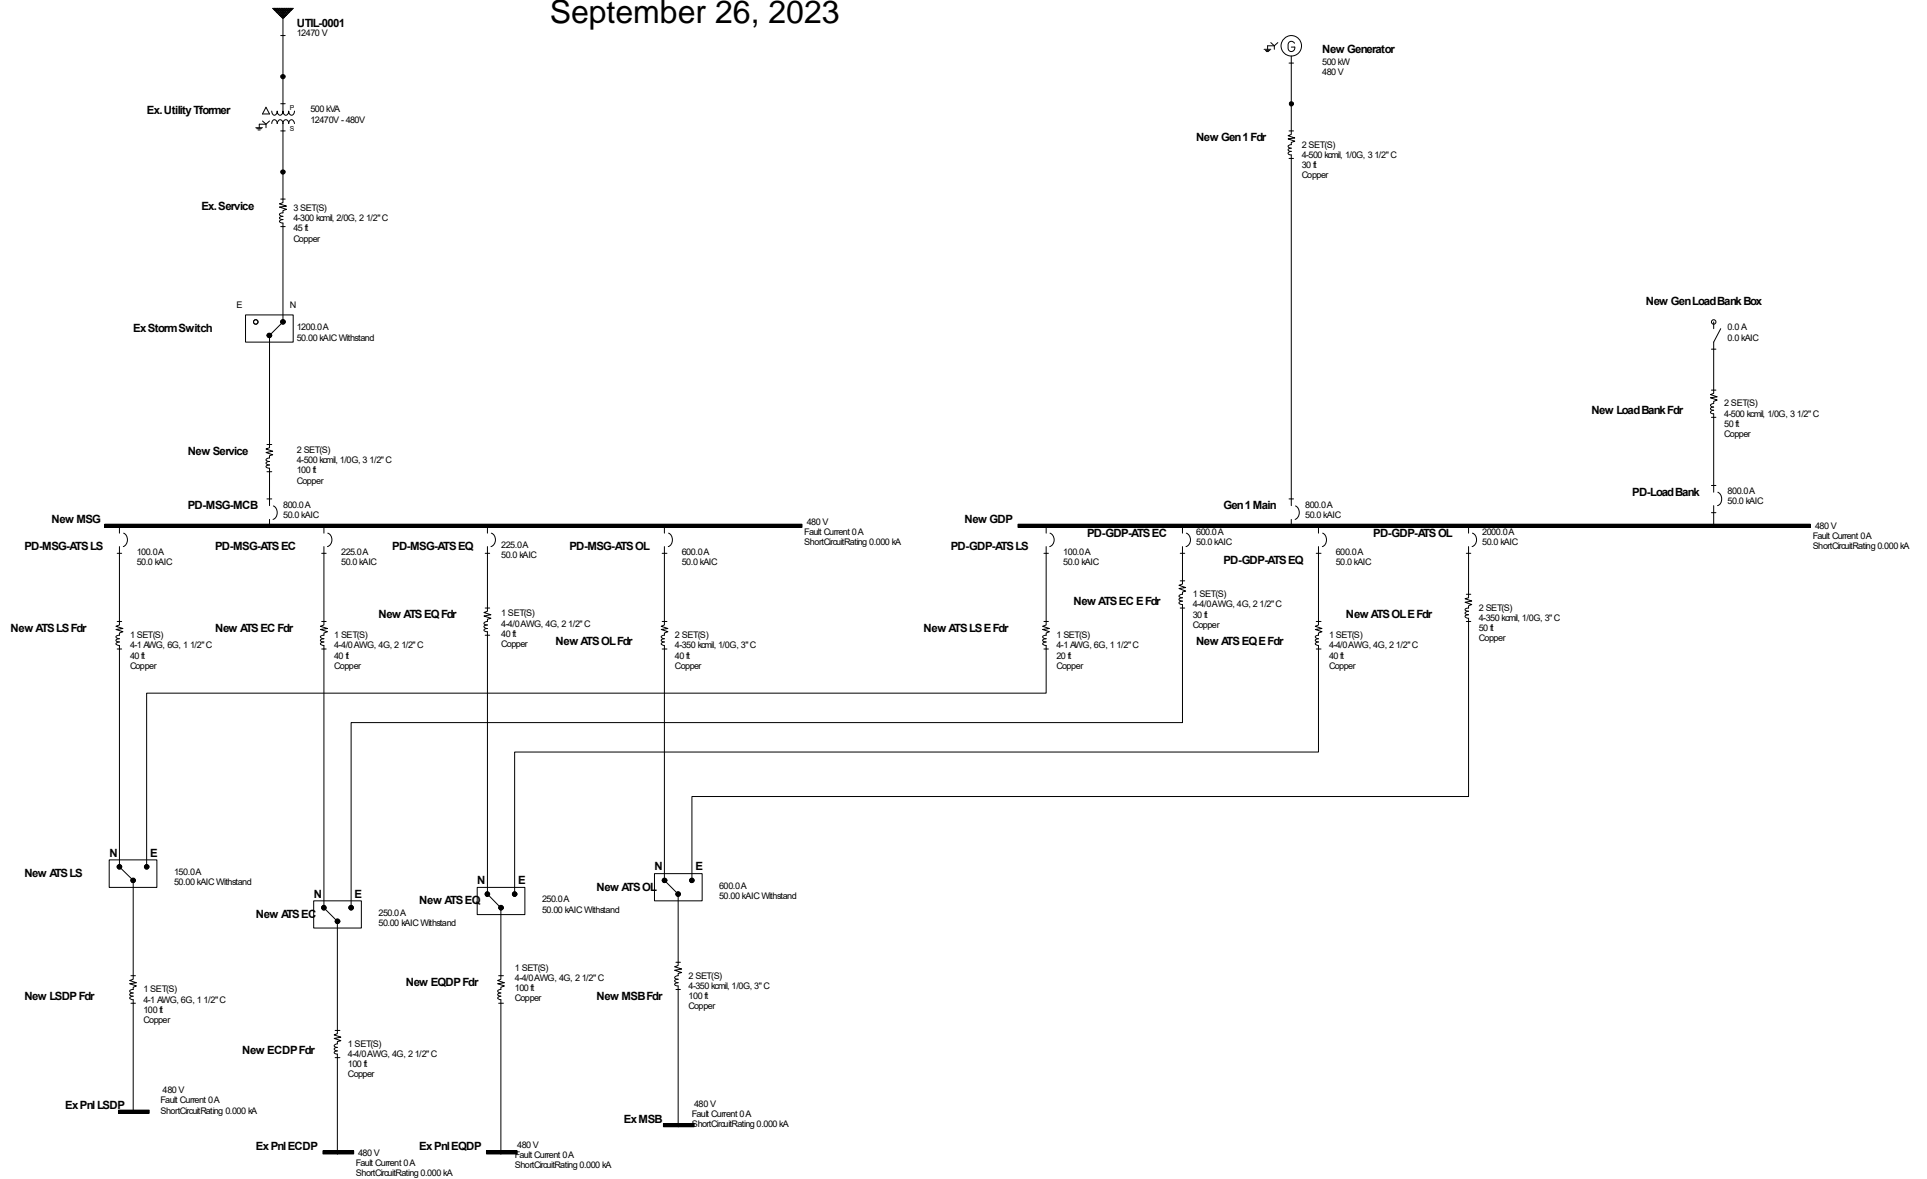 September 26, 2023
UTIL-0001
12470 V
Ex. Utility Tformer
P
S
500 kVA
12470V - 480V
Ex. Service
3 SET(S)
4-300 kcmil, 2/0G, 2 1/2" C
45 ft
Copper
E
N
Ex Storm Switch
1200.0 A
50.00 kAIC Withstand
New Service
2 SET(S)
4-500 kcmil, 1/0G, 3 1/2" C
100 ft
Copper
PD-MSG-MCB
800.0 A
50.0 kAIC
New MSG
480 V
Fault Current 0 A
ShortCircuitRating 0.000 kA
G
New Generator
500 kW
480 V
New Gen 1 Fdr
2 SET(S)
4-500 kcmil, 1/0G, 3 1/2" C
30 ft
Copper
Gen 1 Main
800.0 A
50.0 kAIC
New Gen Load Bank Box
0.0 A
0.0 kAIC
New Load Bank Fdr
2 SET(S)
4-500 kcmil, 1/0G, 3 1/2" C
50 ft
Copper
PD-Load Bank
800.0 A
50.0 kAIC
New GDP
480 V
Fault Current 0 A
ShortCircuitRating 0.000 kA
PD-MSG-ATS LS
100.0 A
50.0 kAIC
PD-MSG-ATS EC
225.0 A
50.0 kAIC
PD-MSG-ATS EQ
225.0 A
50.0 kAIC
PD-MSG-ATS OL
600.0 A
50.0 kAIC
PD-GDP-ATS LS
100.0 A
50.0 kAIC
PD-GDP-ATS EC
600.0 A
50.0 kAIC
PD-GDP-ATS EQ
600.0 A
50.0 kAIC
PD-GDP-ATS OL
2000.0 A
50.0 kAIC
New ATS LS Fdr
1 SET(S)
4-1 AWG, 6G, 1 1/2" C
40 ft
Copper
New ATS EC Fdr
1 SET(S)
4-4/0 AWG, 4G, 2 1/2" C
40 ft
Copper
New ATS EQ Fdr
1 SET(S)
4-4/0 AWG, 4G, 2 1/2" C
40 ft
Copper
New ATS OL Fdr
2 SET(S)
4-350 kcmil, 1/0G, 3" C
40 ft
Copper
New ATS LS E Fdr
1 SET(S)
4-1 AWG, 6G, 1 1/2" C
20 ft
Copper
New ATS EC E Fdr
1 SET(S)
4-4/0 AWG, 4G, 2 1/2" C
30 ft
Copper
New ATS EQ E Fdr
1 SET(S)
4-4/0 AWG, 4G, 2 1/2" C
40 ft
Copper
New ATS OL E Fdr
2 SET(S)
4-350 kcmil, 1/0G, 3" C
50 ft
Copper
N
E
New ATS LS
150.0 A
50.00 kAIC Withstand
N
E
New ATS EC
250.0 A
50.00 kAIC Withstand
N
E
New ATS EQ
250.0 A
50.00 kAIC Withstand
N
E
New ATS OL
600.0 A
50.00 kAIC Withstand
New LSDP Fdr
1 SET(S)
4-1 AWG, 6G, 1 1/2" C
100 ft
Copper
New ECDP Fdr
1 SET(S)
4-4/0 AWG, 4G, 2 1/2" C
100 ft
Copper
New EQDP Fdr
1 SET(S)
4-4/0 AWG, 4G, 2 1/2" C
100 ft
Copper
New MSB Fdr
2 SET(S)
4-350 kcmil, 1/0G, 3" C
100 ft
Copper
Ex Pnl LSDP
480 V
Fault Current 0 A
ShortCircuitRating 0.000 kA
Ex Pnl ECDP
480 V
Fault Current 0 A
ShortCircuitRating 0.000 kA
Ex Pnl EQDP
480 V
Fault Current 0 A
ShortCircuitRating 0.000 kA
Ex MSB
480 V
Fault Current 0 A
ShortCircuitRating 0.000 kA